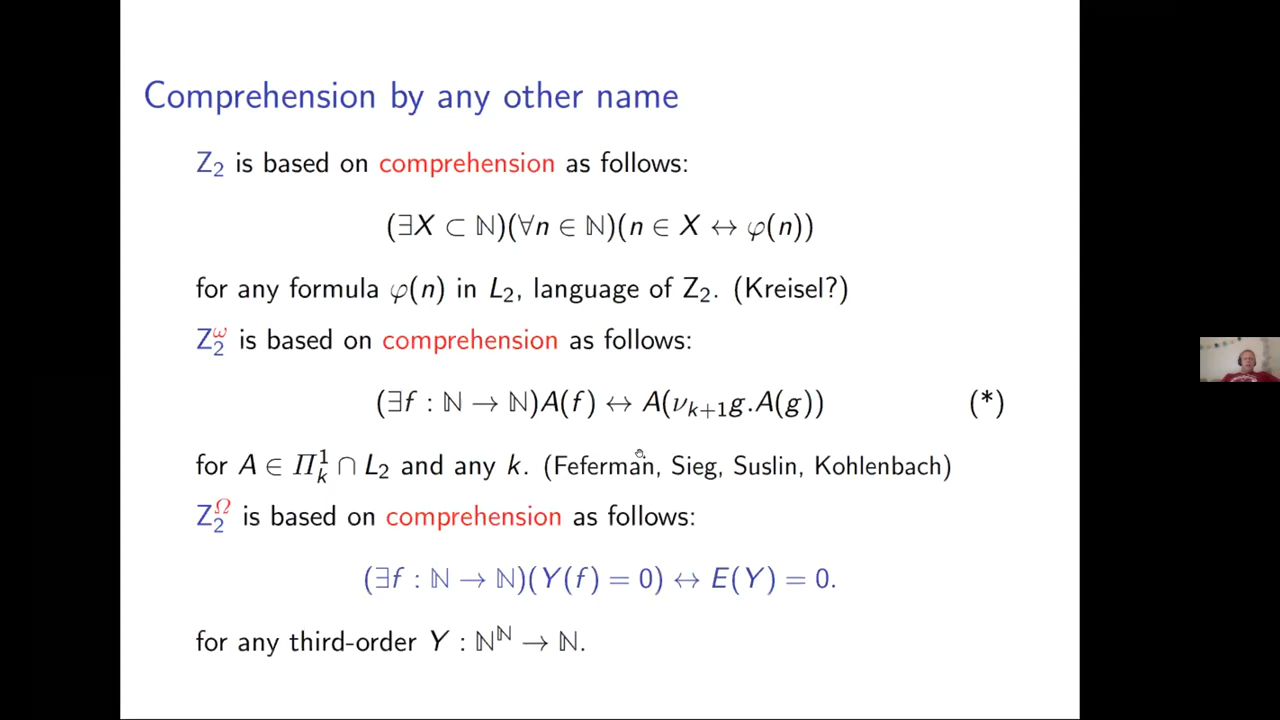 Comprehension by any other name
Z₂ is based on comprehension as follows:
(∃X ⊂ ℕ)(∀n ∈ ℕ)(n ∈ X ↔ φ(n))
for any formula φ(n) in L₂, language of Z₂. (Kreisel?)
Z₂^ω is based on comprehension as follows:
(∃f : ℕ → ℕ)A(f) ↔ A(ν_{k+1}g.A(g)) (*)
for A ∈ Π^1_k ∩ L₂ and any k. (Feferman, Sieg, Suslin, Kohlenbach)
Z₂^Ω is based on comprehension as follows:
(∃f : ℕ → ℕ)(Y(f) = 0) ↔ E(Y) = 0.
for any third-order Y : ℕ^ℕ → ℕ.